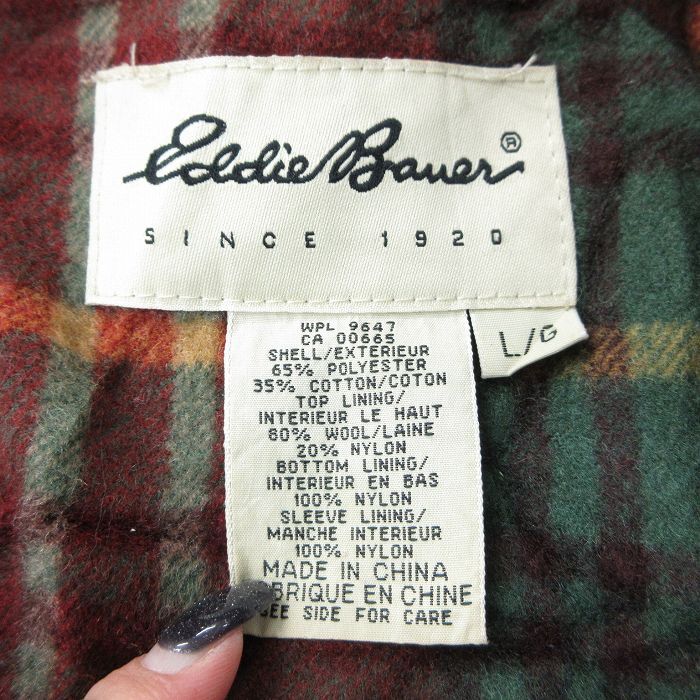 Eddie Bauer®
SINCE 1920
L/G
WPL 9647
CA 00665
SHELL/EXTERIEUR
65% POLYESTER
35% COTTON/COTON
TOP LINING/
INTERIEUR LE HAUT
80% WOOL/LAINE
20% NYLON
BOTTOM LINING/
INTERIEUR EN BAS
100% NYLON
SLEEVE LINING/
MANCHE INTERIEUR
100% NYLON
MADE IN CHINA
BRIQUE EN CHINE
SEE SIDE FOR CARE